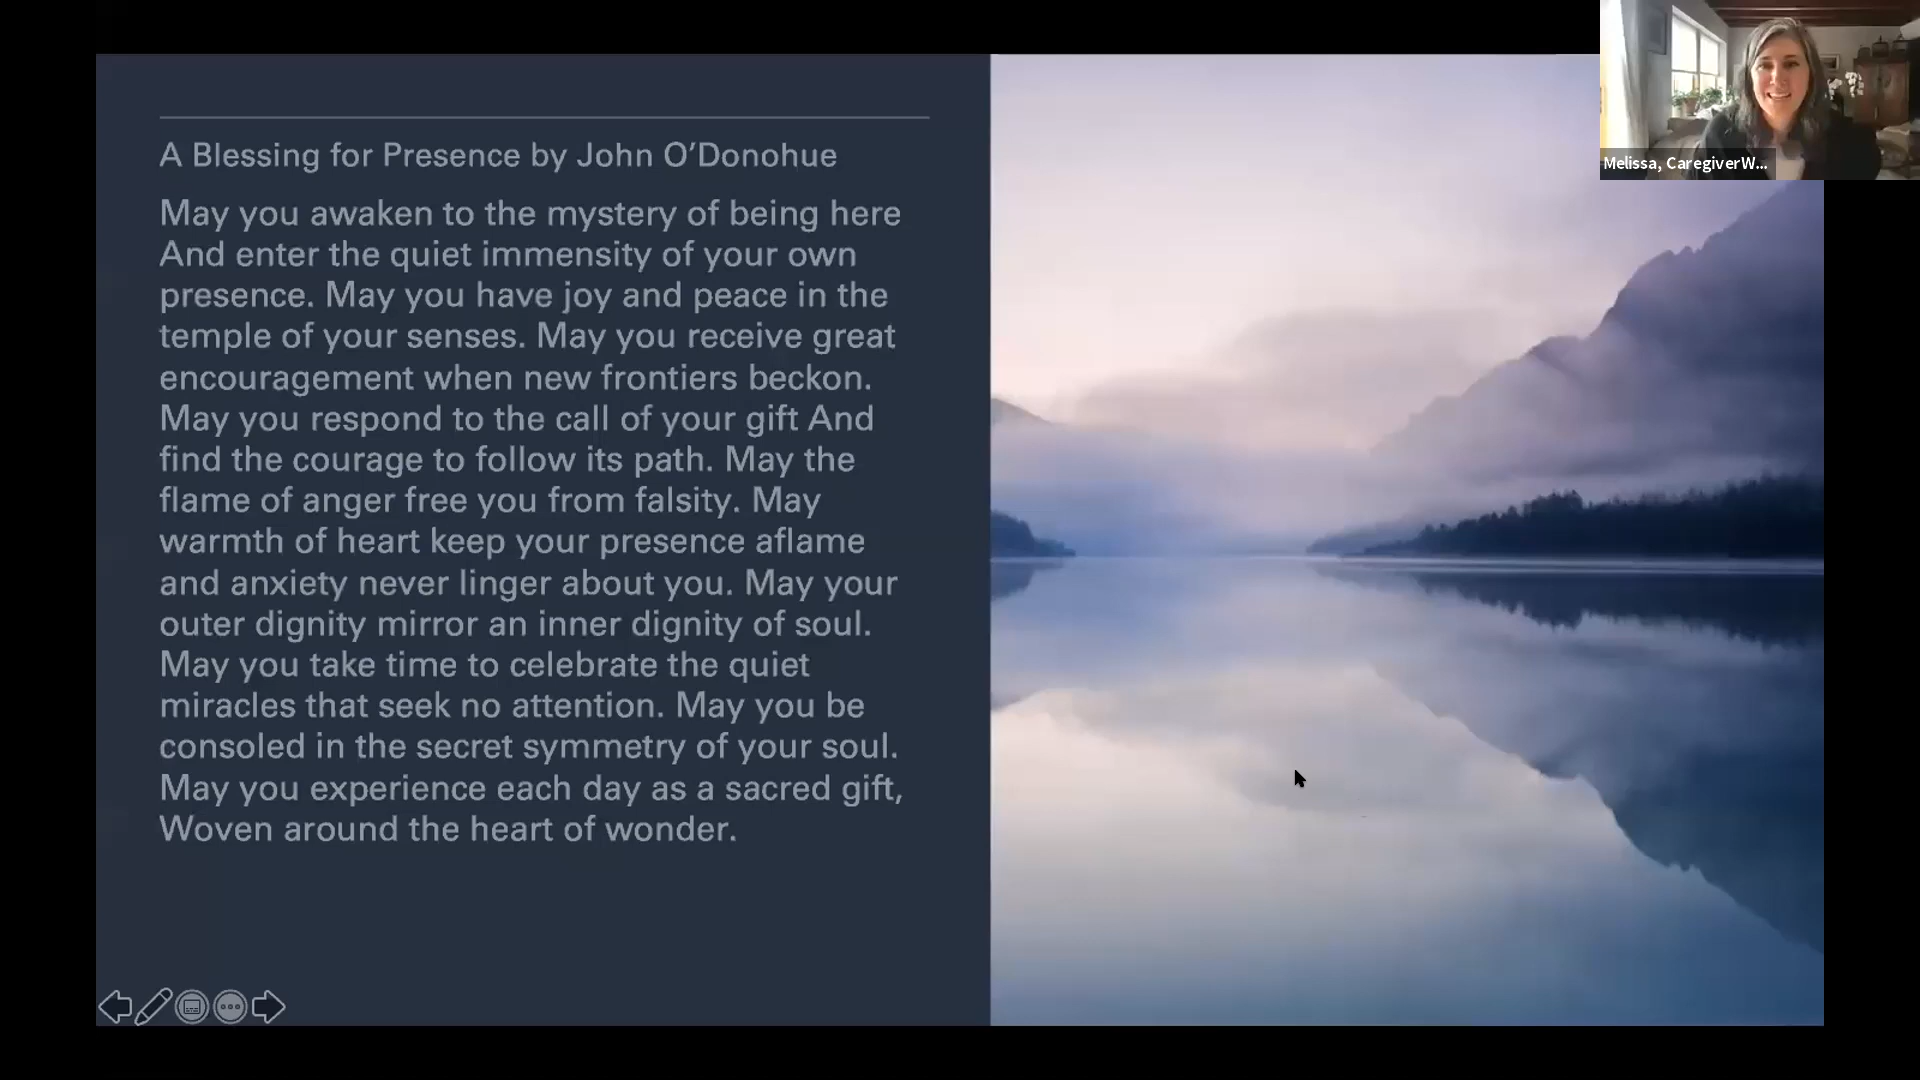 A Blessing for Presence by John O’Donohue
May you awaken to the mystery of being here
And enter the quiet immensity of your own
presence. May you have joy and peace in the
temple of your senses. May you receive great
encouragement when new frontiers beckon.
May you respond to the call of your gift And
find the courage to follow its path. May the
flame of anger free you from falsity. May
warmth of heart keep your presence aflame
and anxiety never linger about you. May your
outer dignity mirror an inner dignity of soul.
May you take time to celebrate the quiet
miracles that seek no attention. May you be
consoled in the secret symmetry of your soul.
May you experience each day as a sacred gift,
Woven around the heart of wonder.
Melissa, CaregiverW...